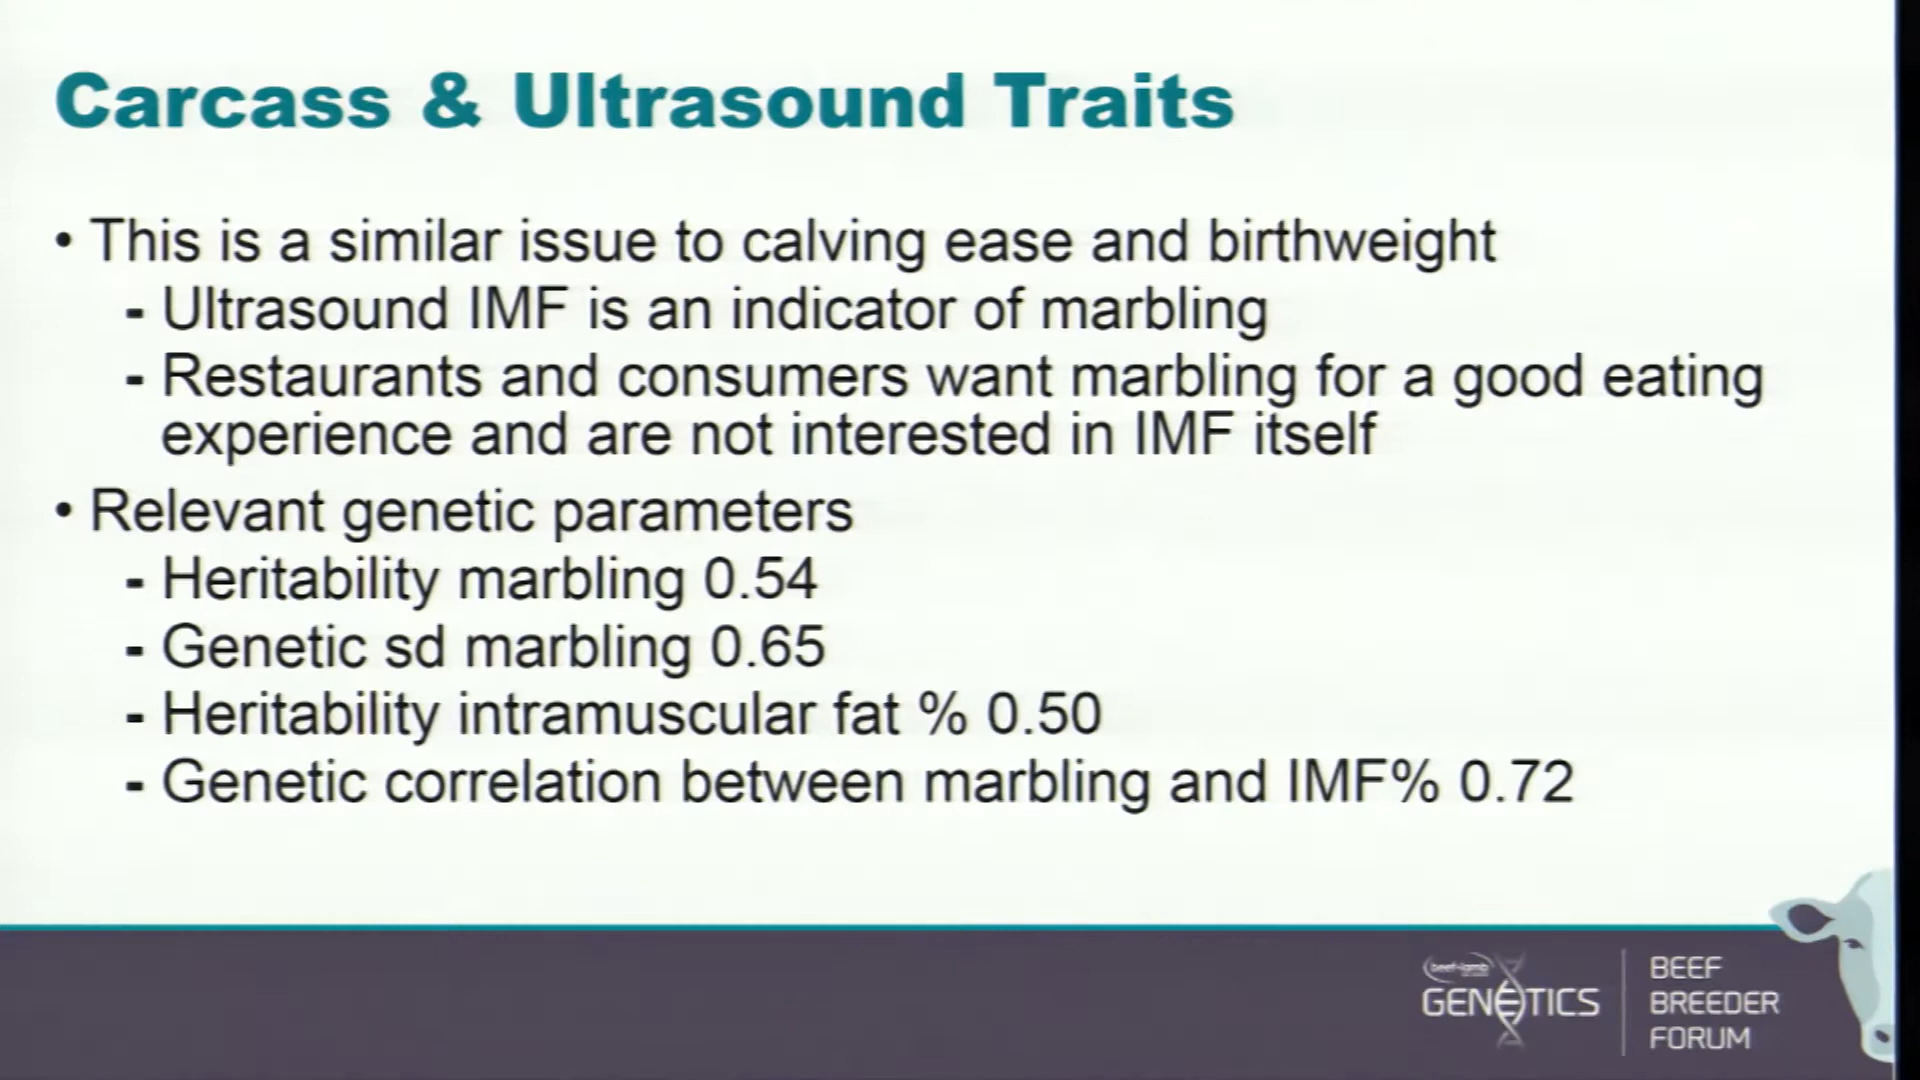 Carcass & Ultrasound Traits
• This is a similar issue to calving ease and birthweight
- Ultrasound IMF is an indicator of marbling
- Restaurants and consumers want marbling for a good eating
experience and are not interested in IMF itself
• Relevant genetic parameters
- Heritability marbling 0.54
- Genetic sd marbling 0.65
- Heritability intramuscular fat % 0.50
- Genetic correlation between marbling and IMF% 0.72
beef+lamb
GENETICS
BEEF
BREEDER
FORUM